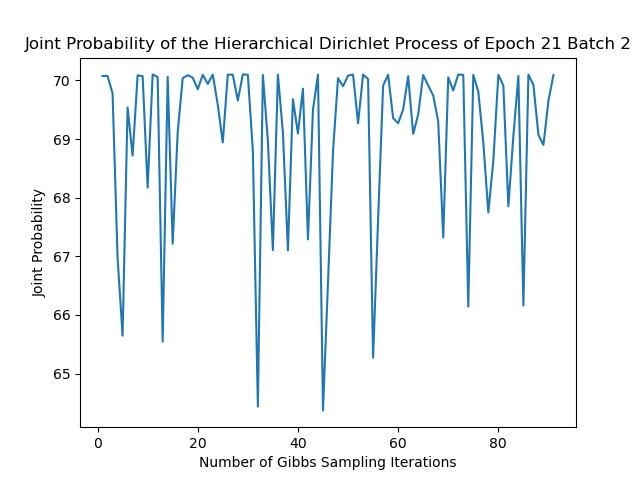 Joint Probability of the Hierarchical Dirichlet Process of Epoch 21 Batch 2
70
69
68
67
66
65
Joint Probability
0 20 40 60 80
Number of Gibbs Sampling Iterations